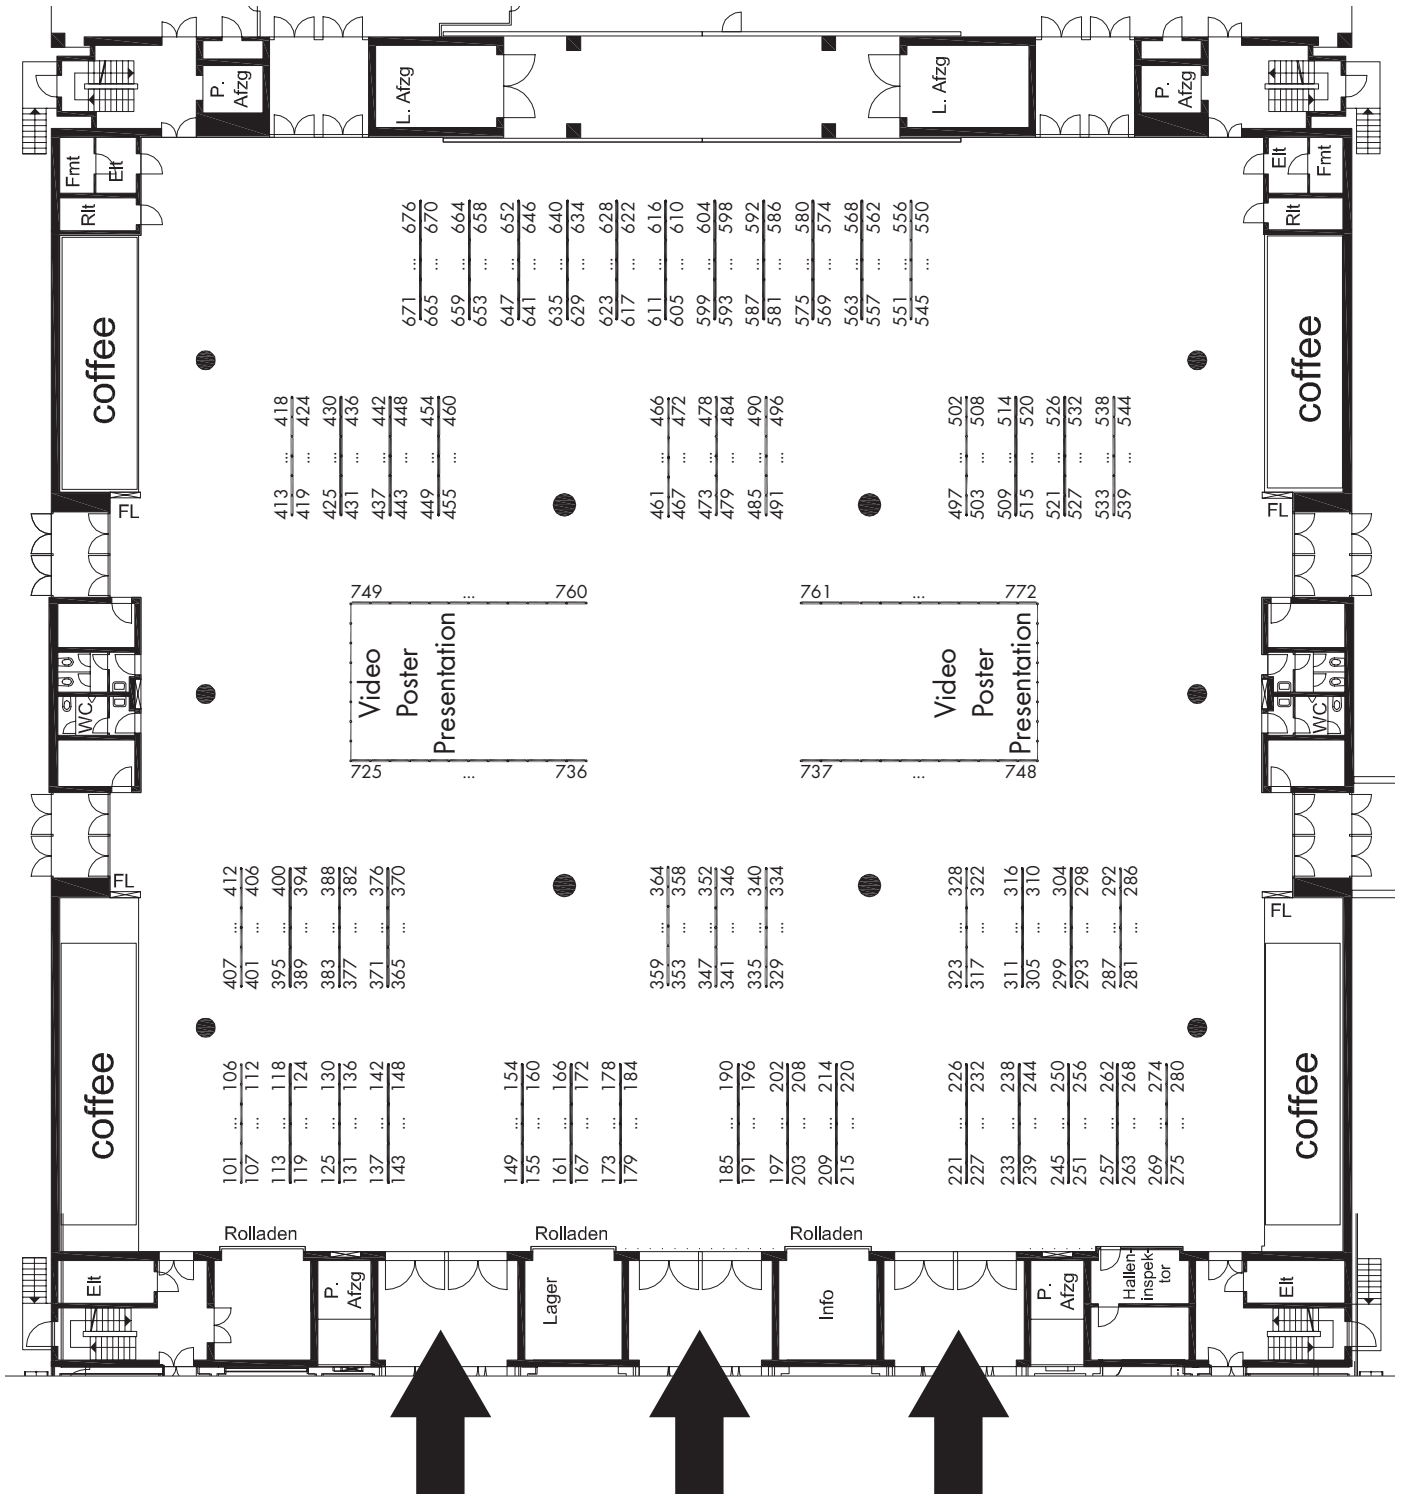 P.
Afzg
L. Afzg
L. Afzg
P.
Afzg
Fmt
Elt
Rlt
Elt
Fmt
Rlt
676 670 664 658 652 646 640 634 628 622 616 610 604 598 592 586 580 574 568 562 556 550
... ... ... ... ... ... ... ... ... ... ... ... ... ... ... ... ... ... ... ... ... ...
671 665 659 653 647 641 635 629 623 617 611 605 599 593 587 581 575 569 563 557 551 545
coffee
coffee
418 424 430 436 442 448 454 460 466 472 478 484 490 496 502 508 514 520 526 532 538 544
... ... ... ... ... ... ... ... ... ... ... ... ... ... ... ... ... ... ... ... ... ...
413 419 425 431 437 443 449 455 461 467 473 479 485 491 497 503 509 515 521 527 533 539
FL
FL
749 ... 760
761 ... 772
Video
Poster
Presentation
Video
Poster
Presentation
WC
WC
725 ... 736
737 ... 748
FL
FL
412 406 400 394 388 382 376 370 364 358 352 346 340 334 328 322 316 310 304 298 292 286
... ... ... ... ... ... ... ... ... ... ... ... ... ... ... ... ... ... ... ... ... ...
407 401 395 389 383 377 371 365 359 353 347 341 335 329 323 317 311 305 299 293 287 281
coffee
coffee
106 112 118 124 130 136 142 148 154 160 166 172 178 184 190 196 202 208 214 220 226 232 238 244 250 256 262 268 274 280
... ... ... ... ... ... ... ... ... ... ... ... ... ... ... ... ... ... ... ... ... ... ... ... ... ... ... ... ... ...
101 107 113 119 125 131 137 143 149 155 161 167 173 179 185 191 197 203 209 215 221 227 233 239 245 251 257 263 269 275
Rolladen
Rolladen
Rolladen
Elt
P.
Afzg
Lager
Info
P.
Afzg
Hallen-
inspek-
tor
Elt